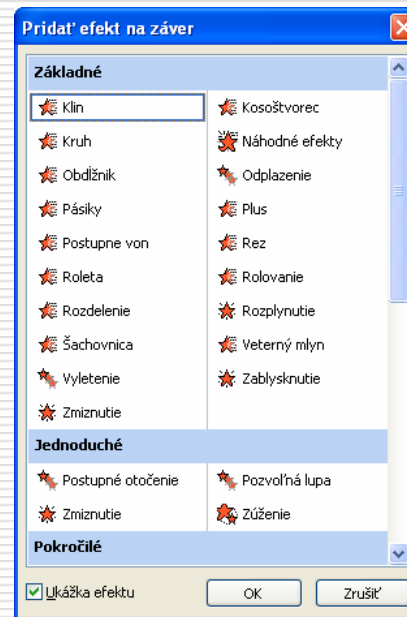 Pridať efekt na záver
Základné
Klin Kosoštvorec
Kruh Náhodné efekty
Obdĺžnik Odplazenie
Pásiky Plus
Postupne von Rez
Roleta Rolovanie
Rozdelenie Rozplynutie
Šachovnica Veterný mlyn
Vyletenie Zablysknutie
Zmiznutie
Jednoduché
Postupné otočenie Pozvoľná lupa
Zmiznutie Zúženie
Pokročilé
Ukážka efektu OK Zrušiť